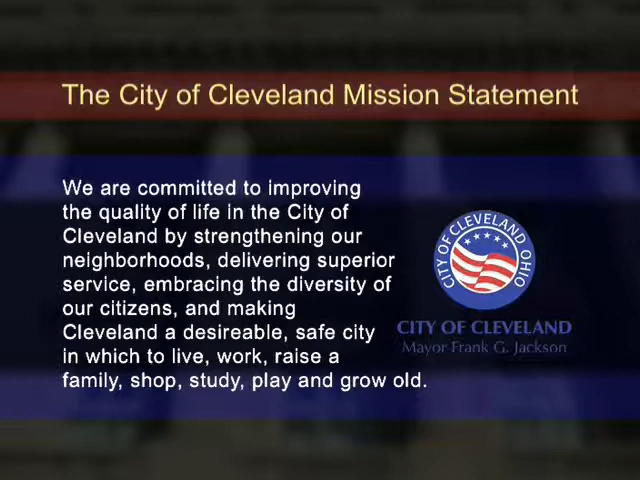 The City of Cleveland Mission Statement
We are committed to improving
the quality of life in the City of
Cleveland by strengthening our
neighborhoods, delivering superior
service, embracing the diversity of
our citizens, and making
Cleveland a desireable, safe city
in which to live, work, raise a
family, shop, study, play and grow old.
CITY OF CLEVELAND OHIO
CITY OF CLEVELAND
Mayor Frank G. Jackson